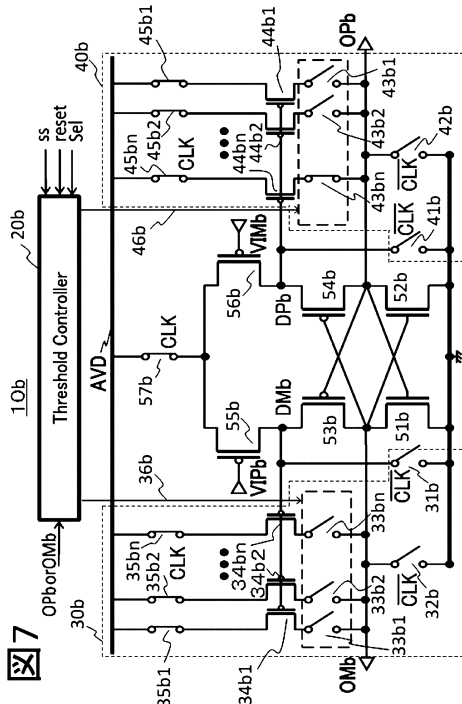 図7
10b
20b
Threshold Controller
OPborOMb
ss
reset
Sel
AVD
30b
36b
46b
40b
35b1
35b2
35bn
CLK
57b
CLK
CLK
45bn
45b2
45b1
34b1
34b2
34bn
VIPb
55b
56b
VIMb
44bn
44b2
44b1
33b1
33b2
33bn
DMb
DPb
43bn
43b2
43b1
53b
54b
OMb
OPb
51b
52b
32b
CLK
31b
CLK
41b
CLK
42b
CLK